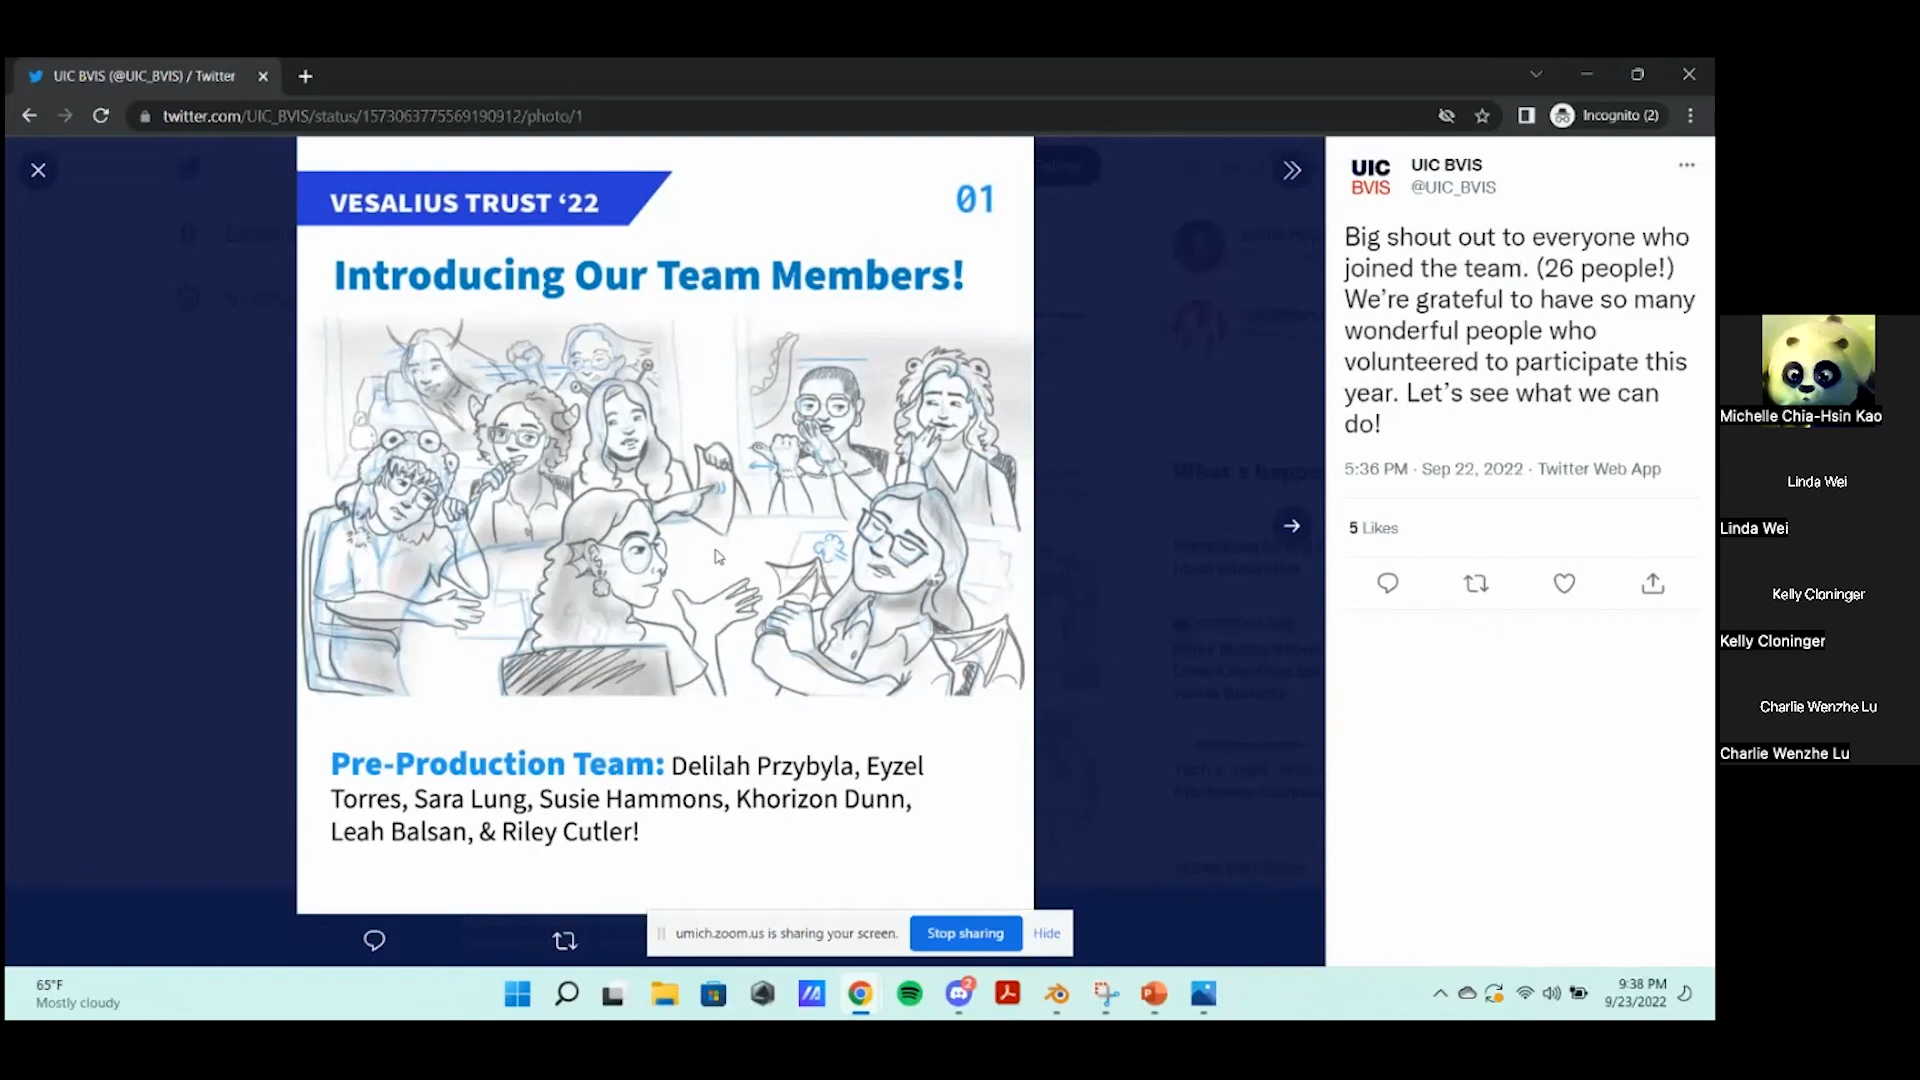 UIC BVIS (@UIC_BVIS) / Twitter
twitter.com/UIC_BVIS/status/1573063775569190912/photo/1
Incognito (2)
VESALIUS TRUST ‘22
01
Introducing Our Team Members!
Pre-Production Team: Delilah Przybyla, Eyzel
Torres, Sara Lung, Susie Hammons, Khorizon Dunn,
Leah Balsan, & Riley Cutler!
UIC
BVIS
UIC BVIS
@UIC_BVIS
Big shout out to everyone who
joined the team. (26 people!)
We’re grateful to have so many
wonderful people who
volunteered to participate this
year. Let’s see what we can
do!
5:36 PM · Sep 22, 2022 · Twitter Web App
5 Likes
Michelle Chia-Hsin Kao
Linda Wei
Linda Wei
Kelly Cloninger
Kelly Cloninger
Charlie Wenzhe Lu
Charlie Wenzhe Lu
umich.zoom.us is sharing your screen.
Stop sharing
Hide
65°F
Mostly cloudy
2
9:38 PM
9/23/2022